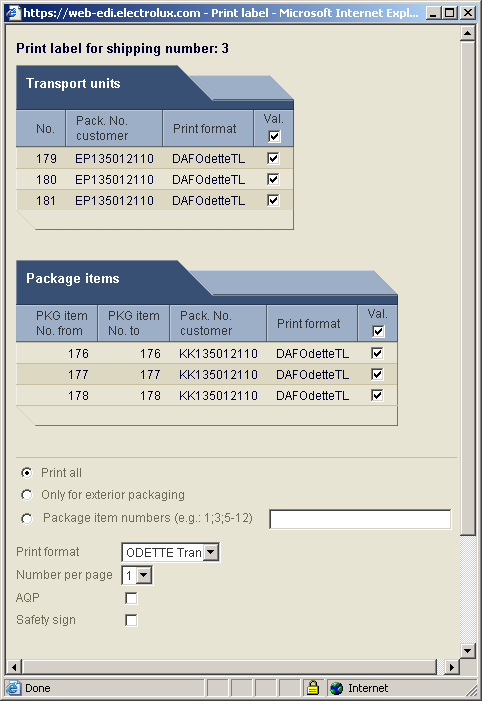 https://web-edi.electrolux.com - Print label - Microsoft Internet Expl...
Print label for shipping number: 3
Transport units
No. Pack. No. customer Print format Val.
179 EP135012110 DAFOdetteTL
180 EP135012110 DAFOdetteTL
181 EP135012110 DAFOdetteTL
Package items
PKG item No. from PKG item No. to Pack. No. customer Print format Val.
176 176 KK135012110 DAFOdetteTL
177 177 KK135012110 DAFOdetteTL
178 178 KK135012110 DAFOdetteTL
Print all
Only for exterior packaging
Package item numbers (e.g.: 1;3;5-12)
Print format ODETTE Tran
Number per page 1
AQP
Safety sign
Done Internet